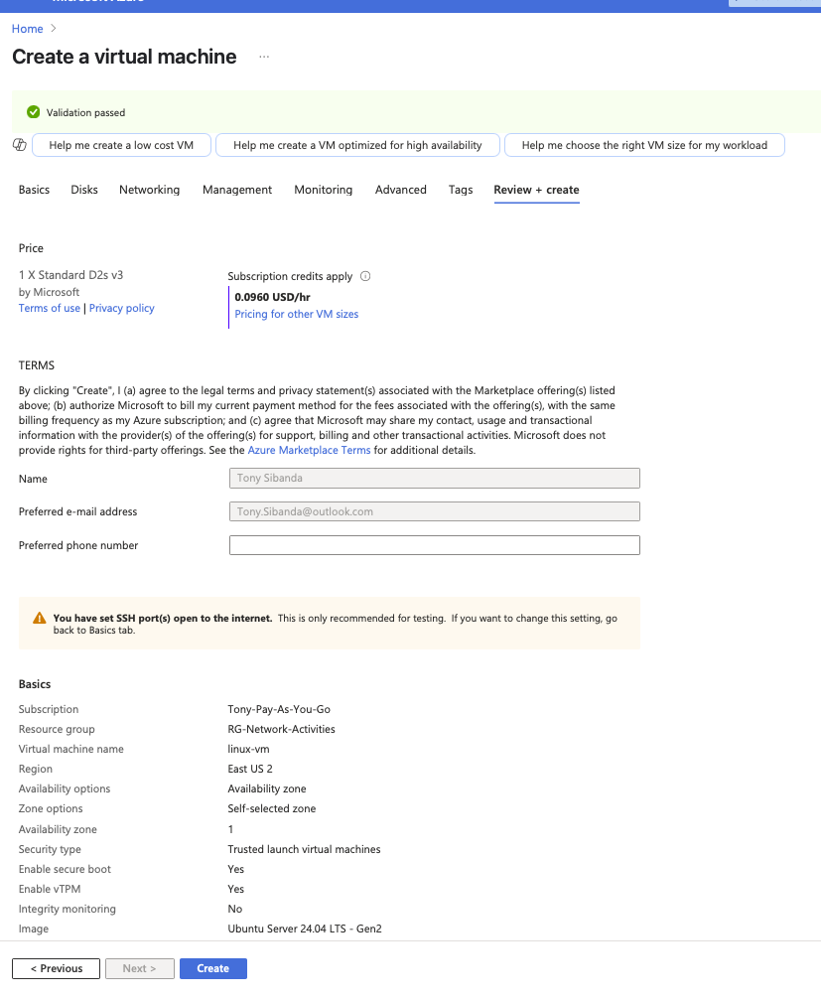 Microsoft Azure
Home >
Create a virtual machine ...
Validation passed
Help me create a low cost VM Help me create a VM optimized for high availability Help me choose the right VM size for my workload
Basics Disks Networking Management Monitoring Advanced Tags Review + create
Price
1 X Standard D2s v3
by Microsoft
Terms of use | Privacy policy
Subscription credits apply
0.0960 USD/hr
Pricing for other VM sizes
TERMS
By clicking "Create", I (a) agree to the legal terms and privacy statement(s) associated with the Marketplace offering(s) listed
above; (b) authorize Microsoft to bill my current payment method for the fees associated with the offering(s), with the same
billing frequency as my Azure subscription; and (c) agree that Microsoft may share my contact, usage and transactional
information with the provider(s) of the offering(s) for support, billing and other transactional activities. Microsoft does not
provide rights for third-party offerings. See the Azure Marketplace Terms for additional details.
Name Tony Sibanda
Preferred e-mail address Tony.Sibanda@outlook.com
Preferred phone number
You have set SSH port(s) open to the internet. This is only recommended for testing. If you want to change this setting, go
back to Basics tab.
Basics
Subscription Tony-Pay-As-You-Go
Resource group RG-Network-Activities
Virtual machine name linux-vm
Region East US 2
Availability options Availability zone
Zone options Self-selected zone
Availability zone 1
Security type Trusted launch virtual machines
Enable secure boot Yes
Enable vTPM Yes
Integrity monitoring No
Image Ubuntu Server 24.04 LTS - Gen2
< Previous Next > Create